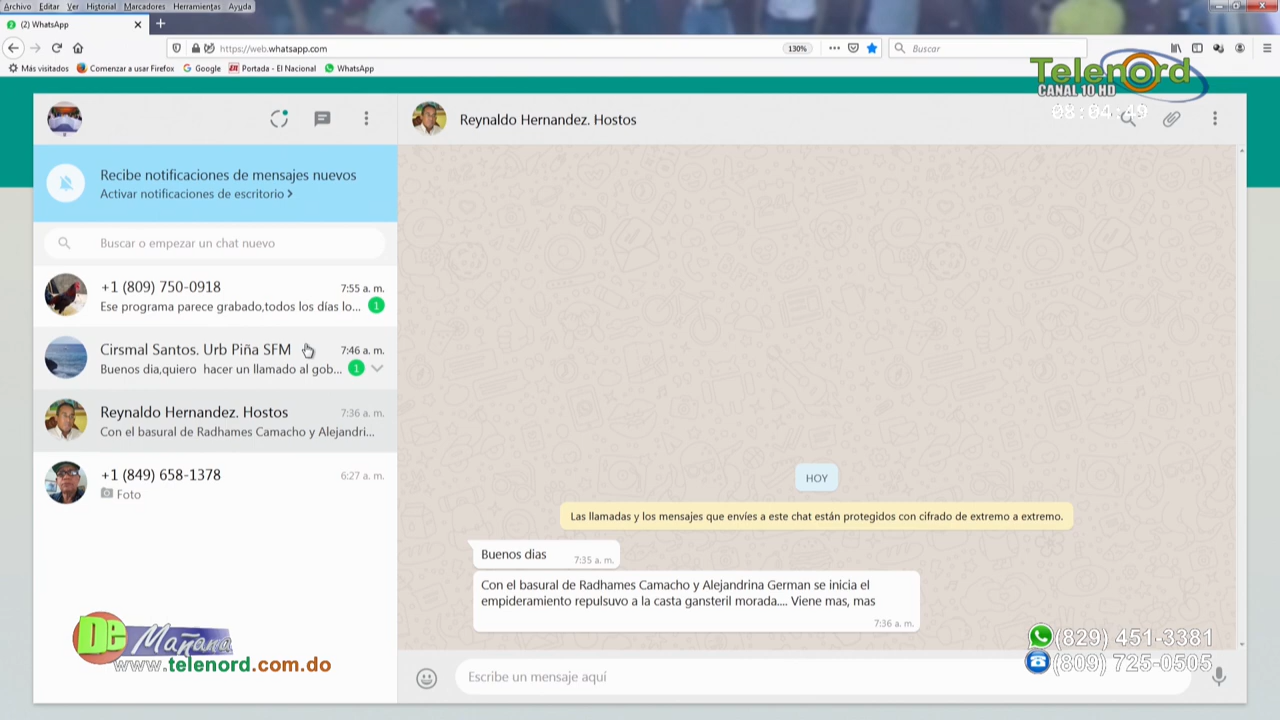 Archivo Editar Ver Historial Marcadores Herramientas Ayuda
(2) WhatsApp
https://web.whatsapp.com
130%
Buscar
Más visitados
Comenzar a usar Firefox
Google
Portada - El Nacional
WhatsApp
Telenord
CANAL 10.HD
08:04:49
Reynaldo Hernandez. Hostos
Recibe notificaciones de mensajes nuevos
Activar notificaciones de escritorio >
Buscar o empezar un chat nuevo
+1 (809) 750-0918
7:55 a. m.
Ese programa parece grabado,todos los días lo...
1
Cirsmal Santos. Urb Piña SFM
7:46 a. m.
Buenos dia,quiero hacer un llamado al gob...
1
Reynaldo Hernandez. Hostos
7:36 a. m.
Con el basural de Radhames Camacho y Alejandri...
+1 (849) 658-1378
6:27 a. m.
Foto
HOY
Las llamadas y los mensajes que envíes a este chat están protegidos con cifrado de extremo a extremo.
Buenos dias
7:35 a. m.
Con el basural de Radhames Camacho y Alejandrina German se inicia el
empideramiento repulsuvo a la casta gansteril morada.... Viene mas, mas
7:36 a. m.
Escribe un mensaje aquí
De Mañana
www.telenord.com.do
(829) 451-3381
(809) 725-0505